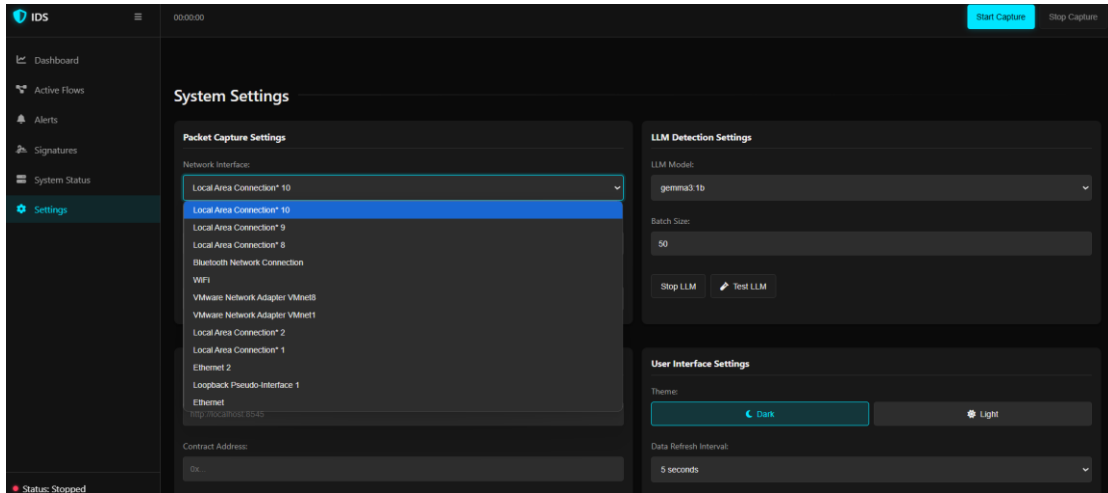 IDS
00:00:00
Start Capture
Stop Capture
Dashboard
Active Flows
Alerts
Signatures
System Status
Settings
Status: Stopped
System Settings
Packet Capture Settings
Network Interface:
Local Area Connection* 10
Local Area Connection* 10
Local Area Connection* 9
Local Area Connection* 8
Bluetooth Network Connection
WiFi
VMware Network Adapter VMnet8
VMware Network Adapter VMnet1
Local Area Connection* 2
Local Area Connection* 1
Ethernet 2
Loopback Pseudo-Interface 1
Ethernet
http://localhost:8545
Contract Address:
0x...
LLM Detection Settings
LLM Model:
gemma3:1b
Batch Size:
50
Stop LLM
Test LLM
User Interface Settings
Theme:
Dark
Light
Data Refresh Interval:
5 seconds